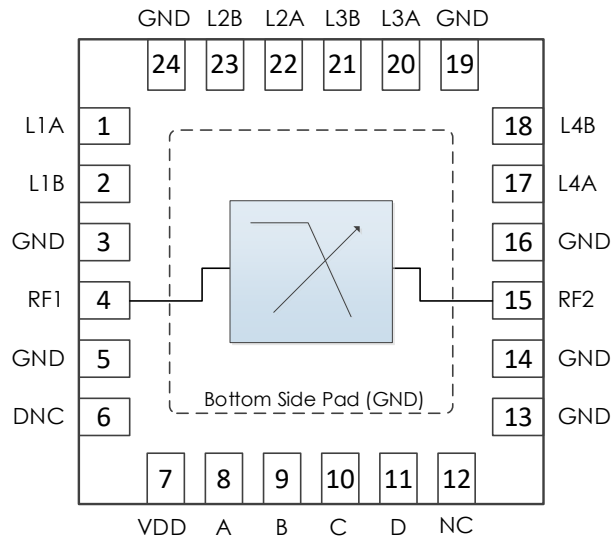 GND L2B L2A L3B L3A GND
24 23 22 21 20 19
L1A 1 18 L4B
L1B 2 17 L4A
GND 3 16 GND
RF1 4 15 RF2
GND 5 14 GND
Bottom Side Pad (GND)
DNC 6 13 GND
7 8 9 10 11 12
VDD A B C D NC